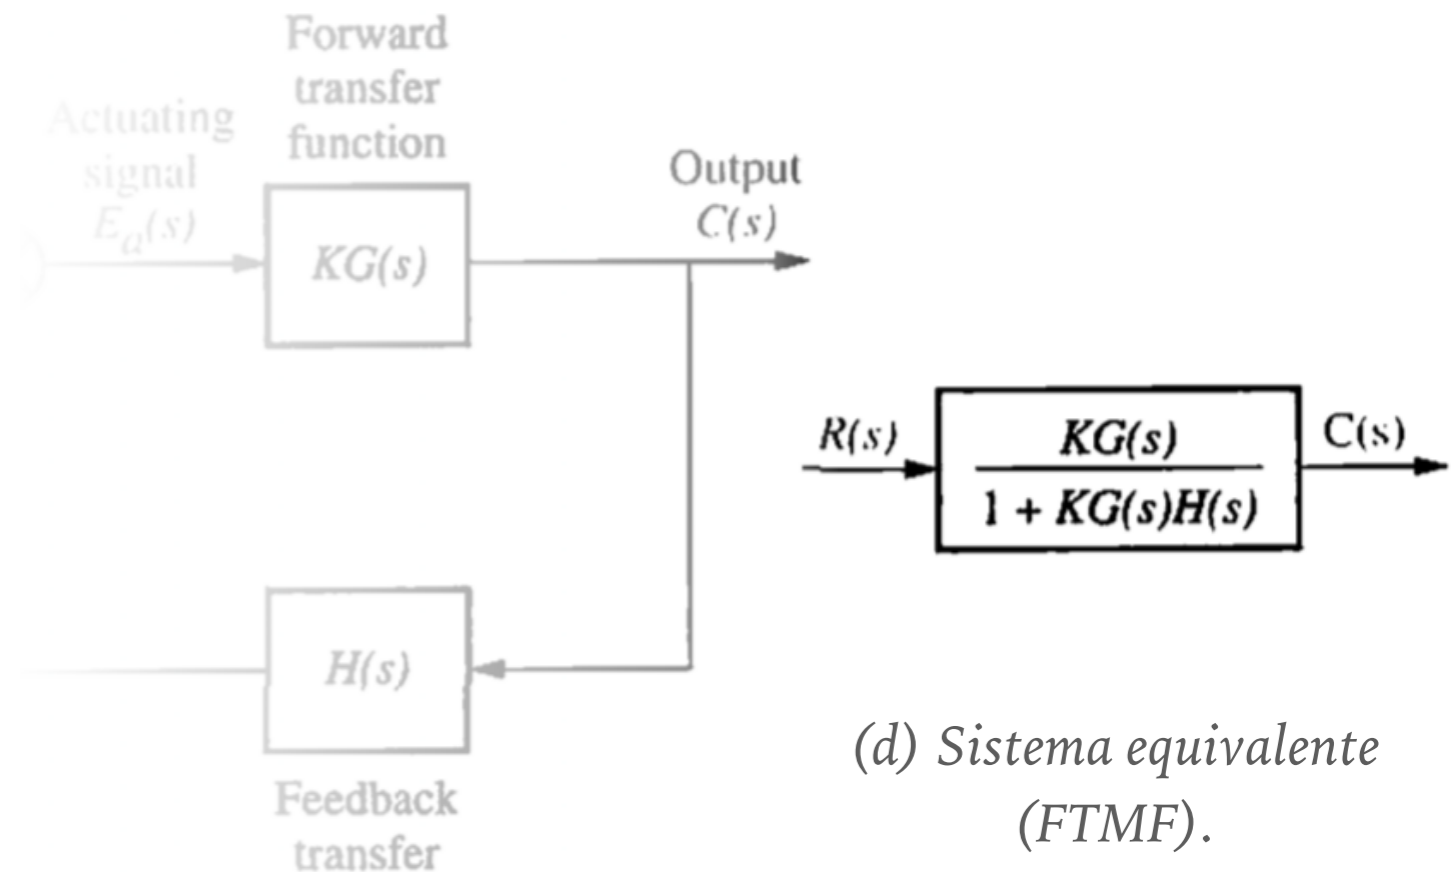 Forward
transfer
function
Actuating
signal
Ea(s)
KG(s)
Output
C(s)
H(s)
Feedback
transfer
R(s)
KG(s)
1 + KG(s)H(s)
C(s)
(d) Sistema equivalente
(FTMF).